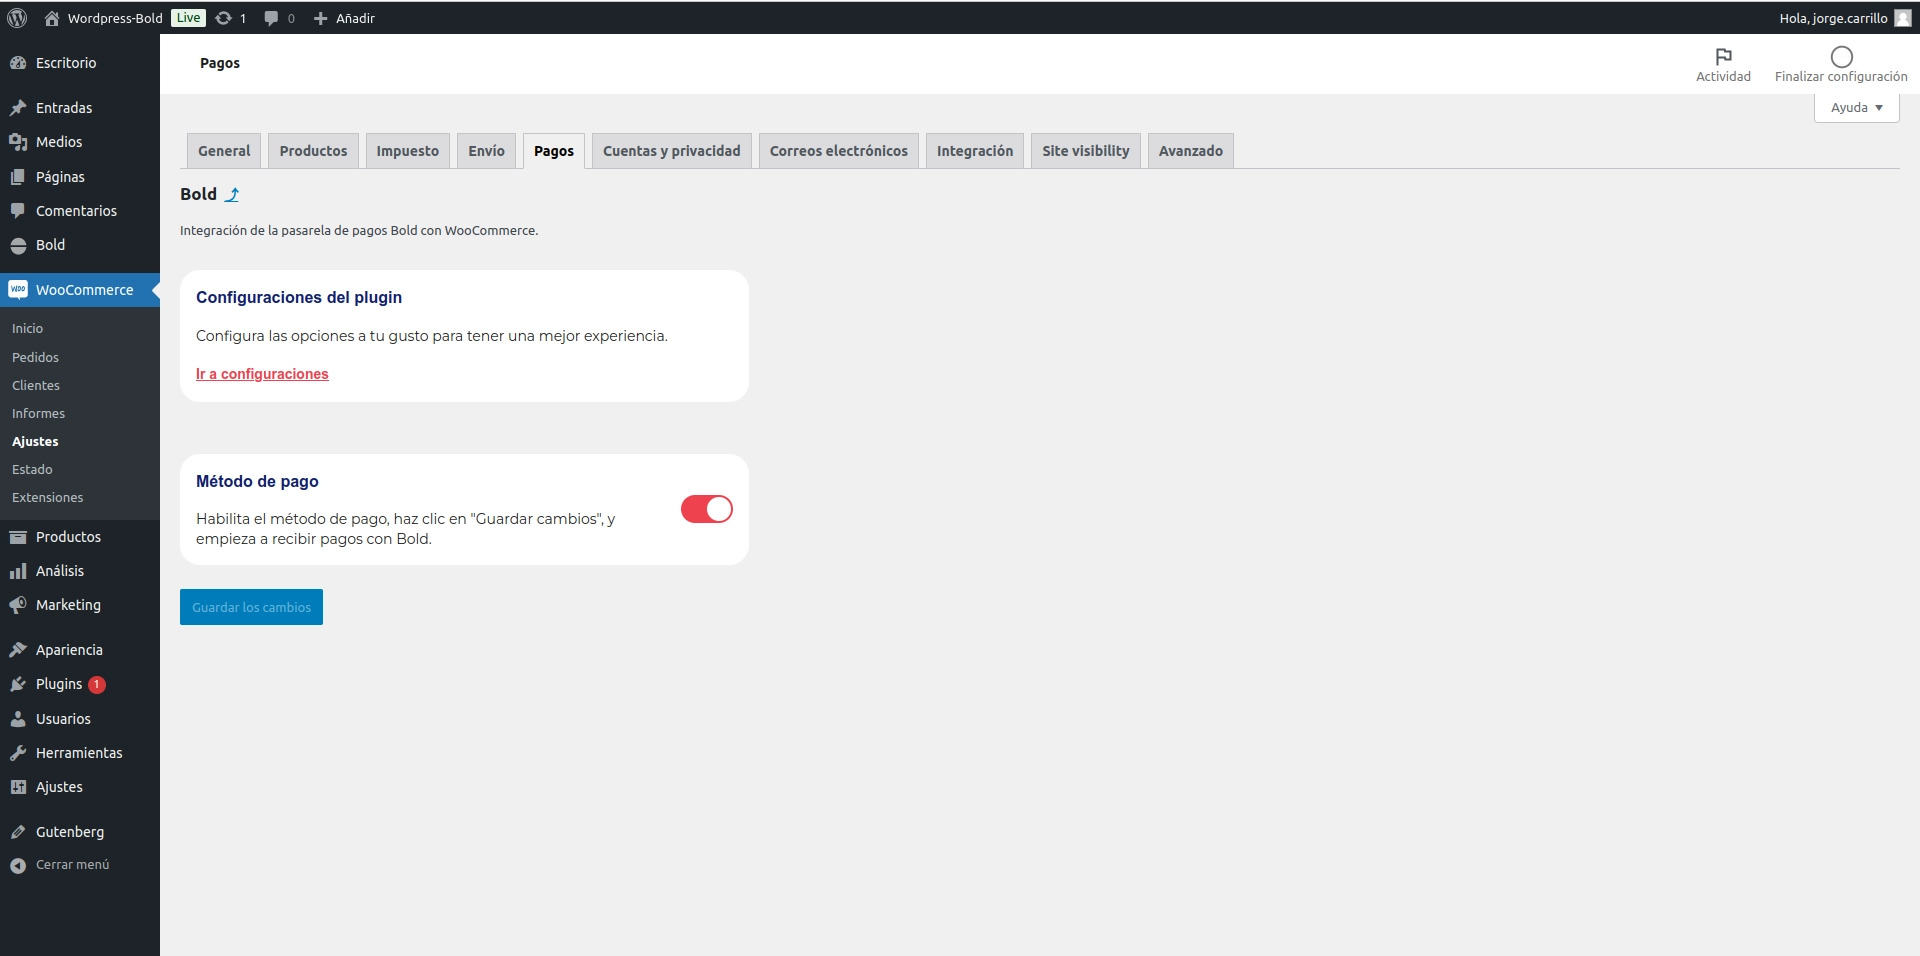 Wordpress-Bold Live 1 0 Añadir
Hola, jorge.carrillo
Escritorio
Entradas
Medios
Páginas
Comentarios
Bold
WooCommerce
Inicio
Pedidos
Clientes
Informes
Ajustes
Estado
Extensiones
Productos
Análisis
Marketing
Apariencia
Plugins 1
Usuarios
Herramientas
Ajustes
Gutenberg
Cerrar menú
Pagos
Actividad
Finalizar configuración
Ayuda
General Productos Impuesto Envío Pagos Cuentas y privacidad Correos electrónicos Integración Site visibility Avanzado
Bold
Integración de la pasarela de pagos Bold con WooCommerce.
Configuraciones del plugin
Configura las opciones a tu gusto para tener una mejor experiencia.
Ir a configuraciones
Método de pago
Habilita el método de pago, haz clic en "Guardar cambios", y
empieza a recibir pagos con Bold.
Guardar los cambios